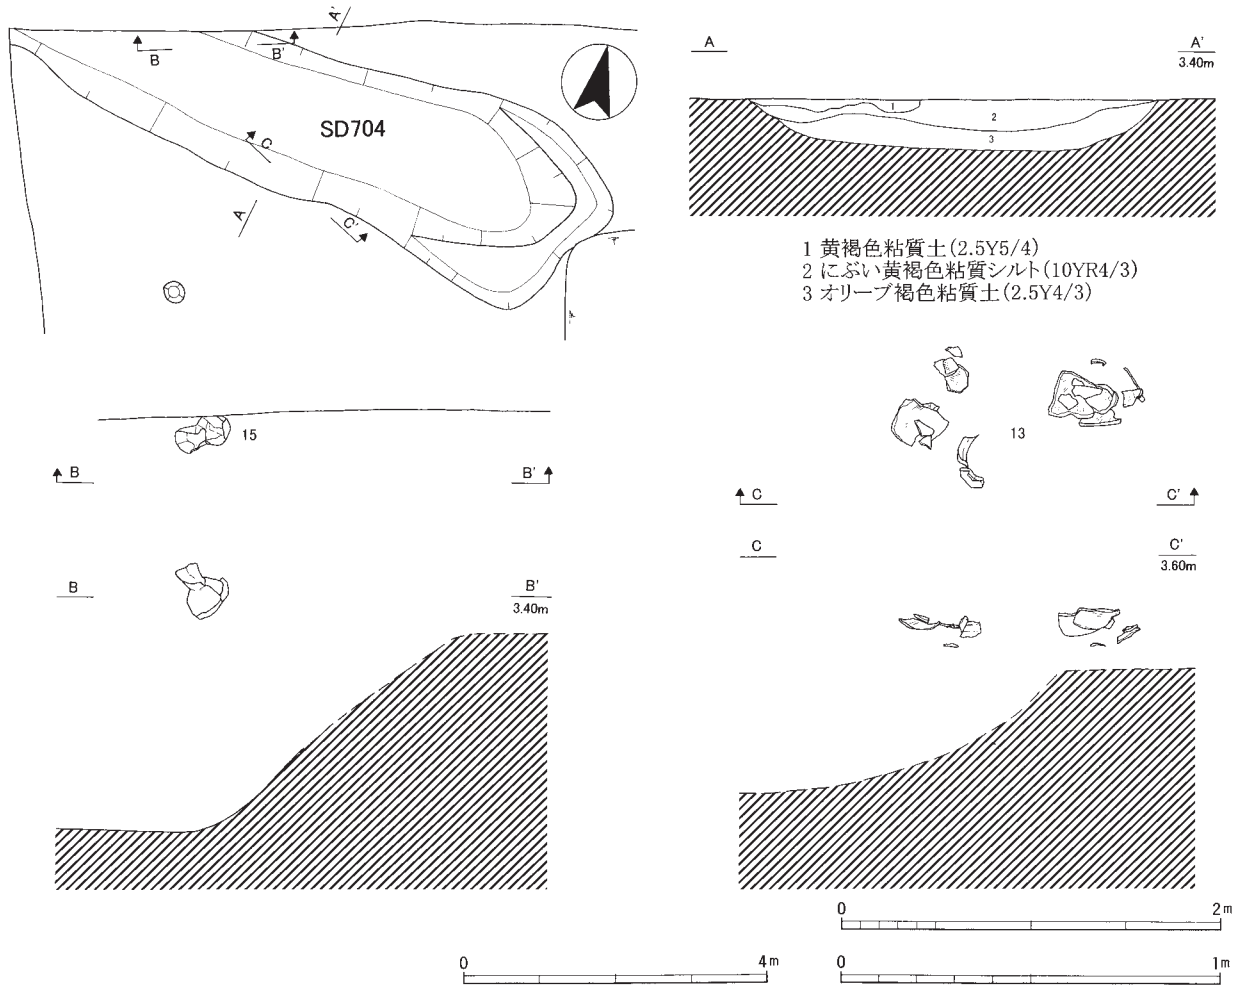 A'
B
B'
SD704
C
A
C'
A
A'
3.40m
1
2
3
1 黄褐色粘質土(2.5Y5/4)
2 にぶい黄褐色粘質シルト(10YR4/3)
3 オリーブ褐色粘質土(2.5Y4/3)
15
B
B'
13
C
C'
B
B'
3.40m
C
C'
3.60m
0
2m
0
4m
0
1m